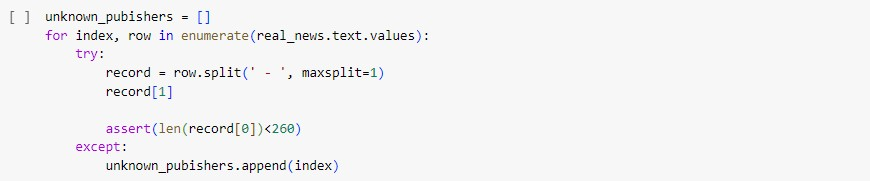 [ ] unknown_pubishers = []
for index, row in enumerate(real_news.text.values):
try:
record = row.split(' - ', maxsplit=1)
record[1]
assert(len(record[0])<260)
except:
unknown_pubishers.append(index)